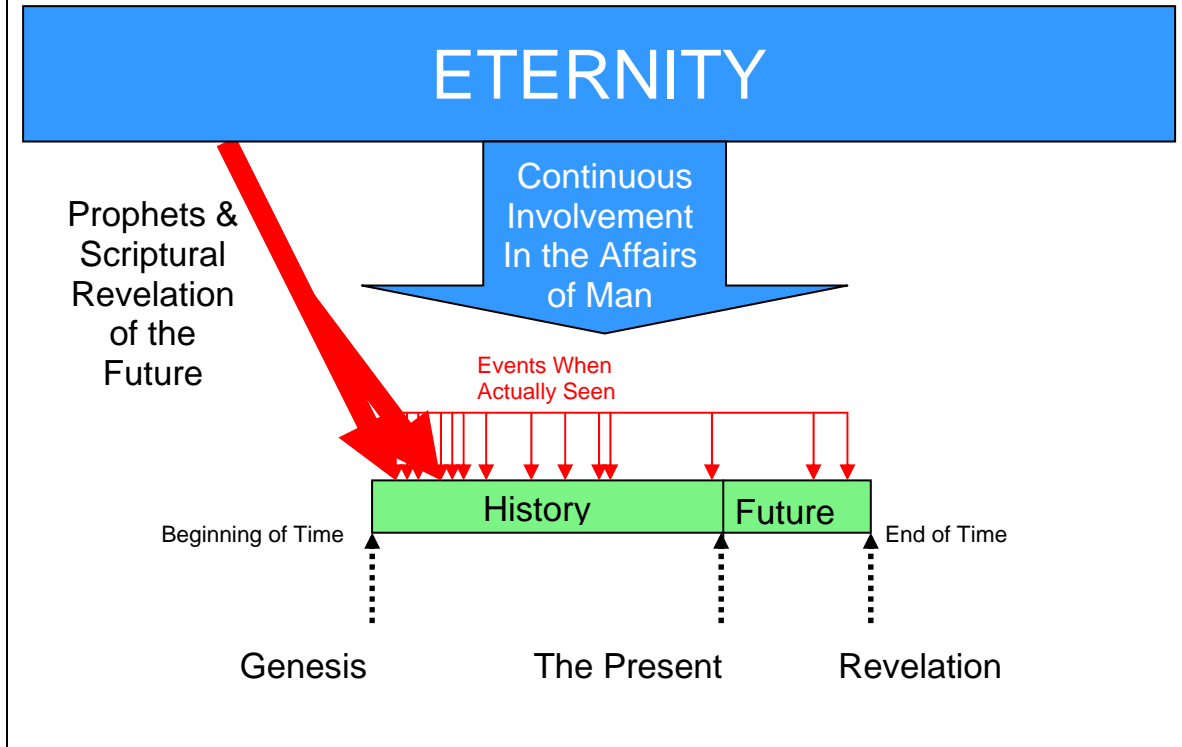 ETERNITY
Continuous
Involvement
In the Affairs
of Man
Prophets &
Scriptural
Revelation
of the
Future
Events When
Actually Seen
History
Future
Beginning of Time
End of Time
Genesis
The Present
Revelation